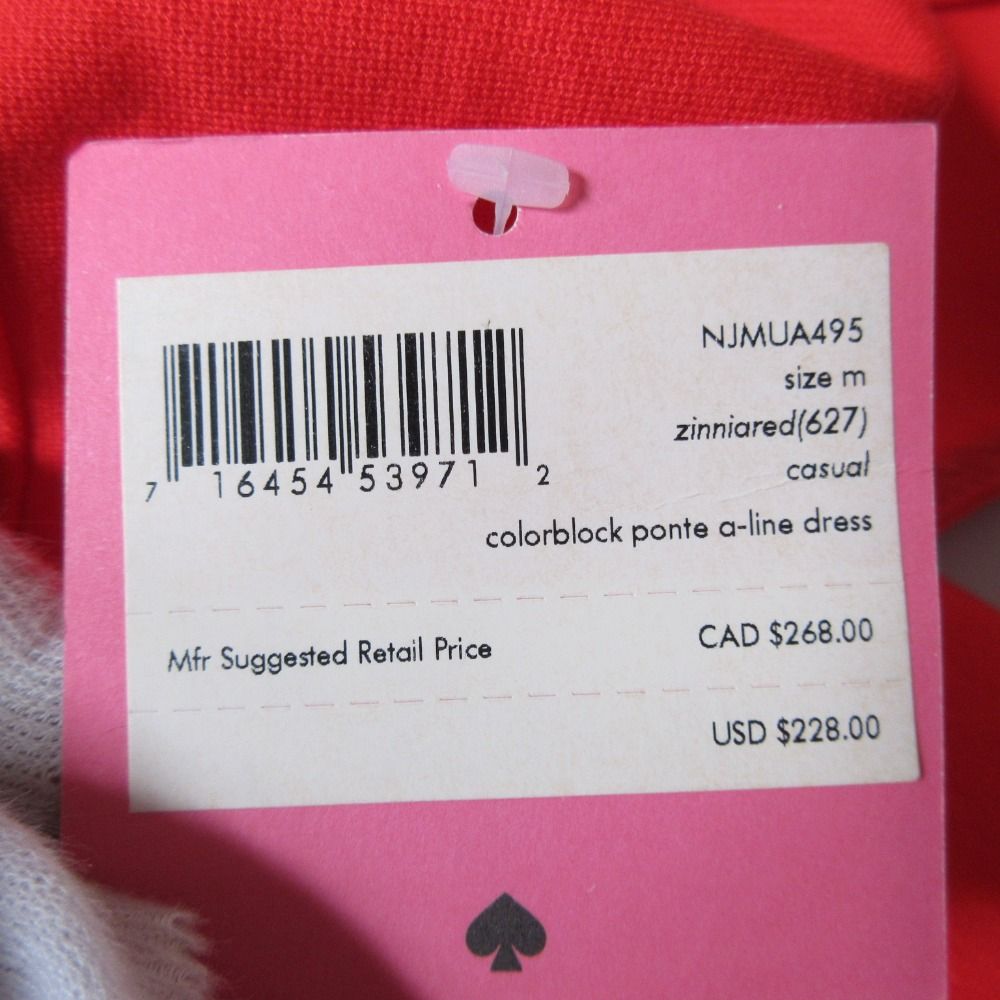 NJMUA495
size m
zinniared(627)
casual
7 16454 53971 2
colorblock ponte a-line dress
Mfr Suggested Retail Price CAD $268.00
USD $228.00